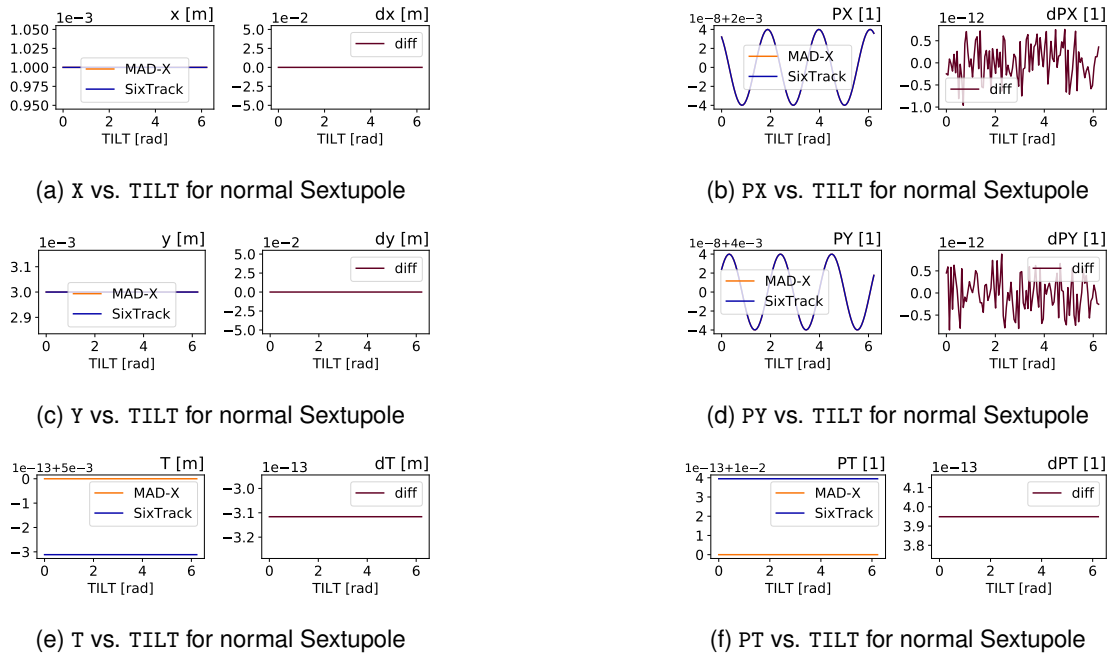 1e−3 x [m]
1.050
1.025
1.000
0.975
0.950
MAD-X
SixTrack
0 2 4 6
TILT [rad]
1e−2 dx [m]
5.0
2.5
0.0
−2.5
−5.0
diff
0 2 4 6
TILT [rad]
(a) X vs. TILT for normal Sextupole
1e−8+2e−3 PX [1]
4
2
0
−2
−4
MAD-X
SixTrack
0 2 4 6
TILT [rad]
1e−12 dPX [1]
0.5
0.0
−0.5
−1.0
diff
0 2 4 6
TILT [rad]
(b) PX vs. TILT for normal Sextupole
1e−3 y [m]
3.1
3.0
2.9
MAD-X
SixTrack
0 2 4 6
TILT [rad]
1e−2 dy [m]
5.0
2.5
0.0
−2.5
−5.0
diff
0 2 4 6
TILT [rad]
(c) Y vs. TILT for normal Sextupole
1e−8+4e−3 PY [1]
4
2
0
−2
−4
MAD-X
SixTrack
0 2 4 6
TILT [rad]
1e−12 dPY [1]
0.5
0.0
−0.5
diff
0 2 4 6
TILT [rad]
(d) PY vs. TILT for normal Sextupole
1e−13+5e−3 T [m]
0
−1
−2
−3
MAD-X
SixTrack
0 2 4 6
TILT [rad]
1e−13 dT [m]
−3.0
−3.1
−3.2
diff
0 2 4 6
TILT [rad]
(e) T vs. TILT for normal Sextupole
1e−13+1e−2 PT [1]
4
3
2
1
0
MAD-X
SixTrack
0 2 4 6
TILT [rad]
1e−13 dPT [1]
4.1
4.0
3.9
3.8
diff
0 2 4 6
TILT [rad]
(f) PT vs. TILT for normal Sextupole